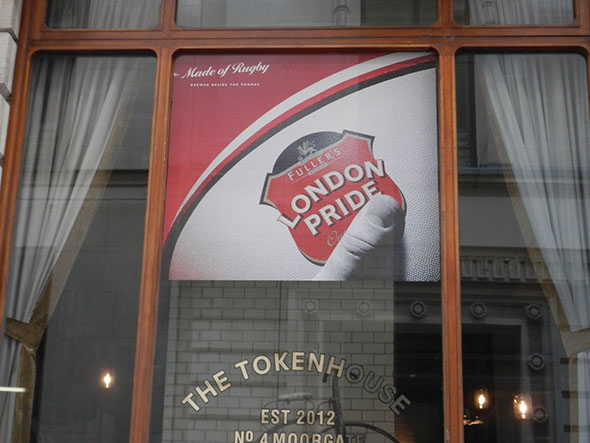 Made of Rugby
BREWED BESIDE THE THAMES
FULLER'S
LONDON
PRIDE
THE TOKENHOUSE
EST 2012
Nº 4 MOORGATE